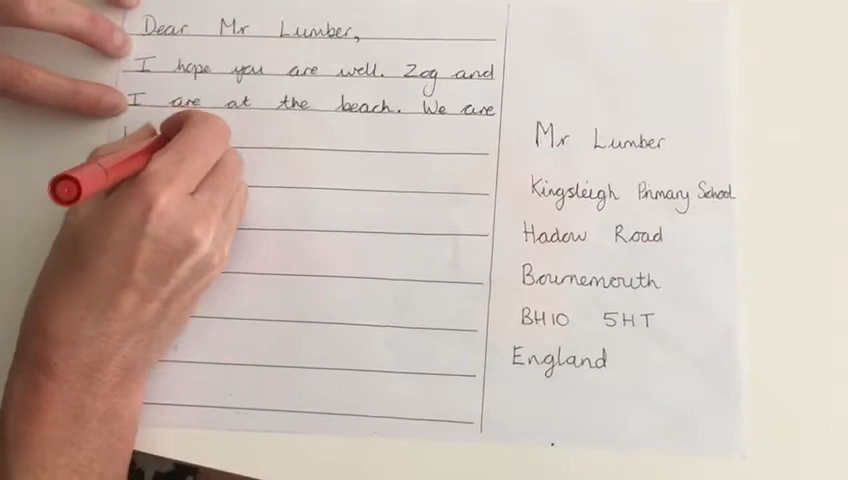 Dear Mr Lumber,
I hope you are well. Zog and
I are at the beach. We are
Mr Lumber
Kingsleigh Primary School
Hadow Road
Bournemouth
BH10 5HT
England